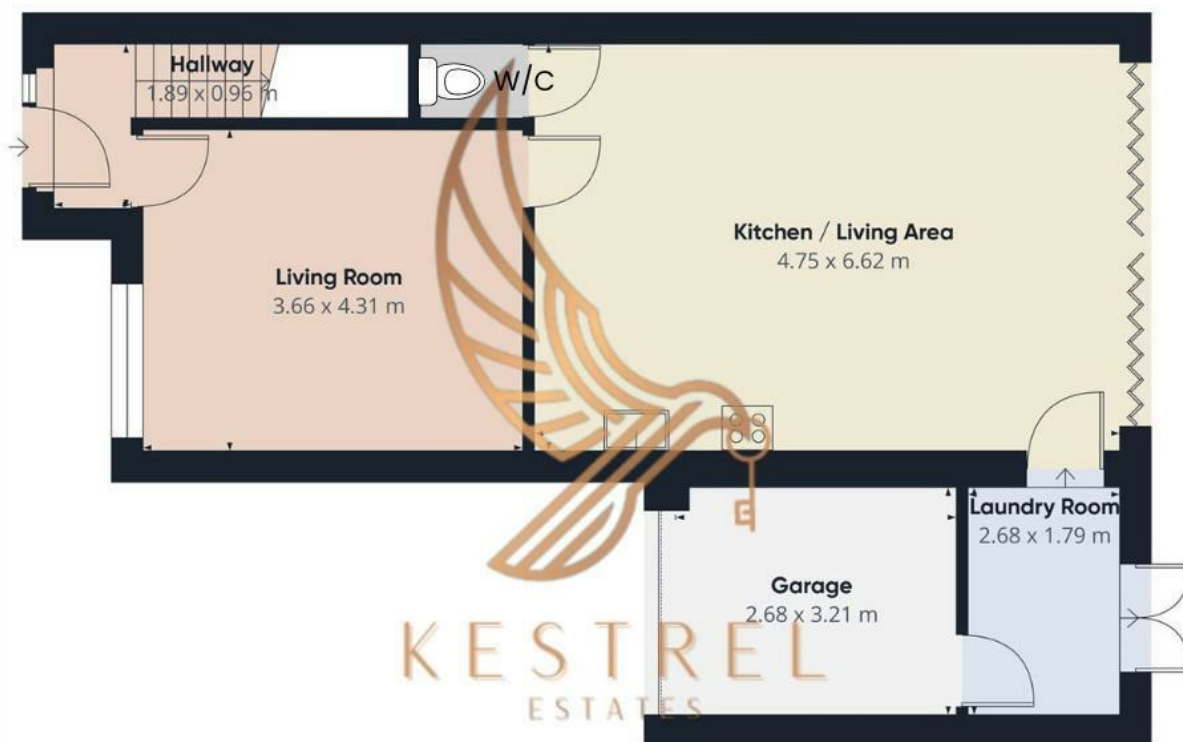 Hallway
1.89 x 0.96 m
W/C
Kitchen / Living Area
4.75 x 6.62 m
Living Room
3.66 x 4.31 m
Laundry Room
2.68 x 1.79 m
Garage
2.68 x 3.21 m
KESTREL
ESTATES